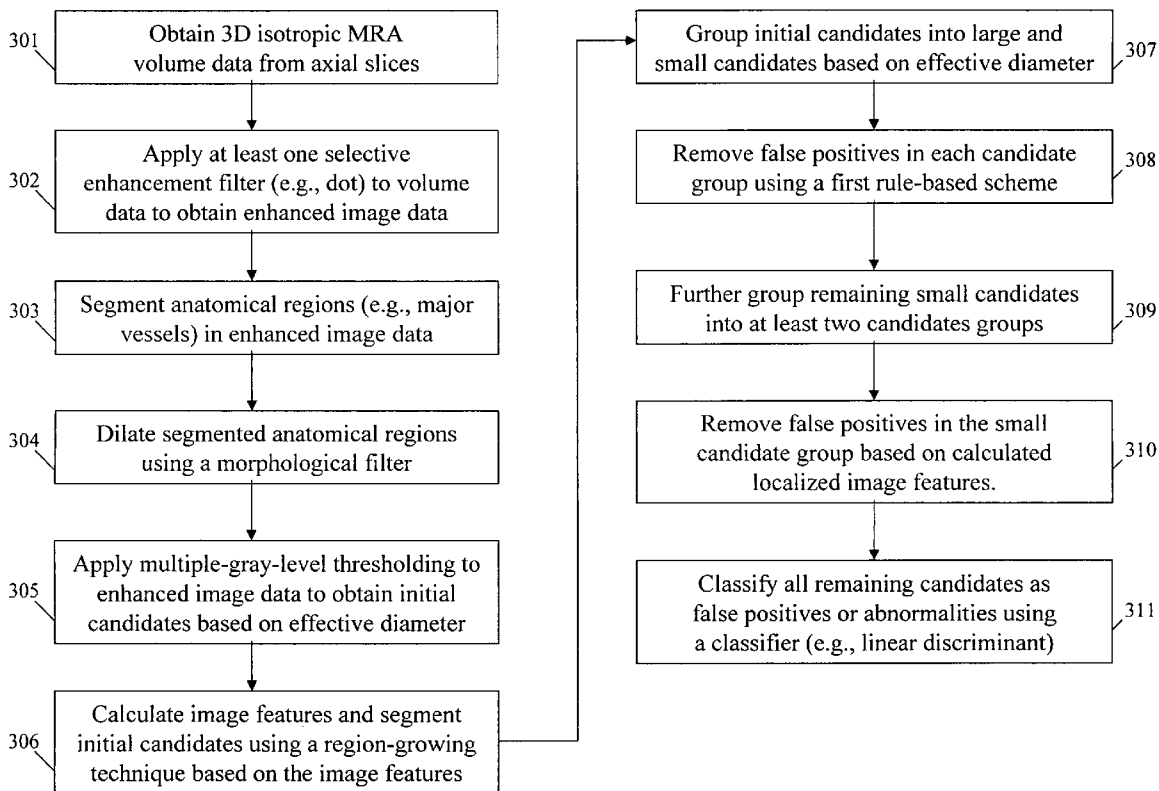 301
Obtain 3D isotropic MRA
volume data from axial slices
302
Apply at least one selective
enhancement filter (e.g., dot) to volume
data to obtain enhanced image data
303
Segment anatomical regions (e.g., major
vessels) in enhanced image data
304
Dilate segmented anatomical regions
using a morphological filter
305
Apply multiple-gray-level thresholding to
enhanced image data to obtain initial
candidates based on effective diameter
306
Calculate image features and segment
initial candidates using a region-growing
technique based on the image features
Group initial candidates into large and
small candidates based on effective diameter
307
Remove false positives in each candidate
group using a first rule-based scheme
308
Further group remaining small candidates
into at least two candidates groups
309
Remove false positives in the small
candidate group based on calculated
localized image features.
310
Classify all remaining candidates as
false positives or abnormalities using
a classifier (e.g., linear discriminant)
311